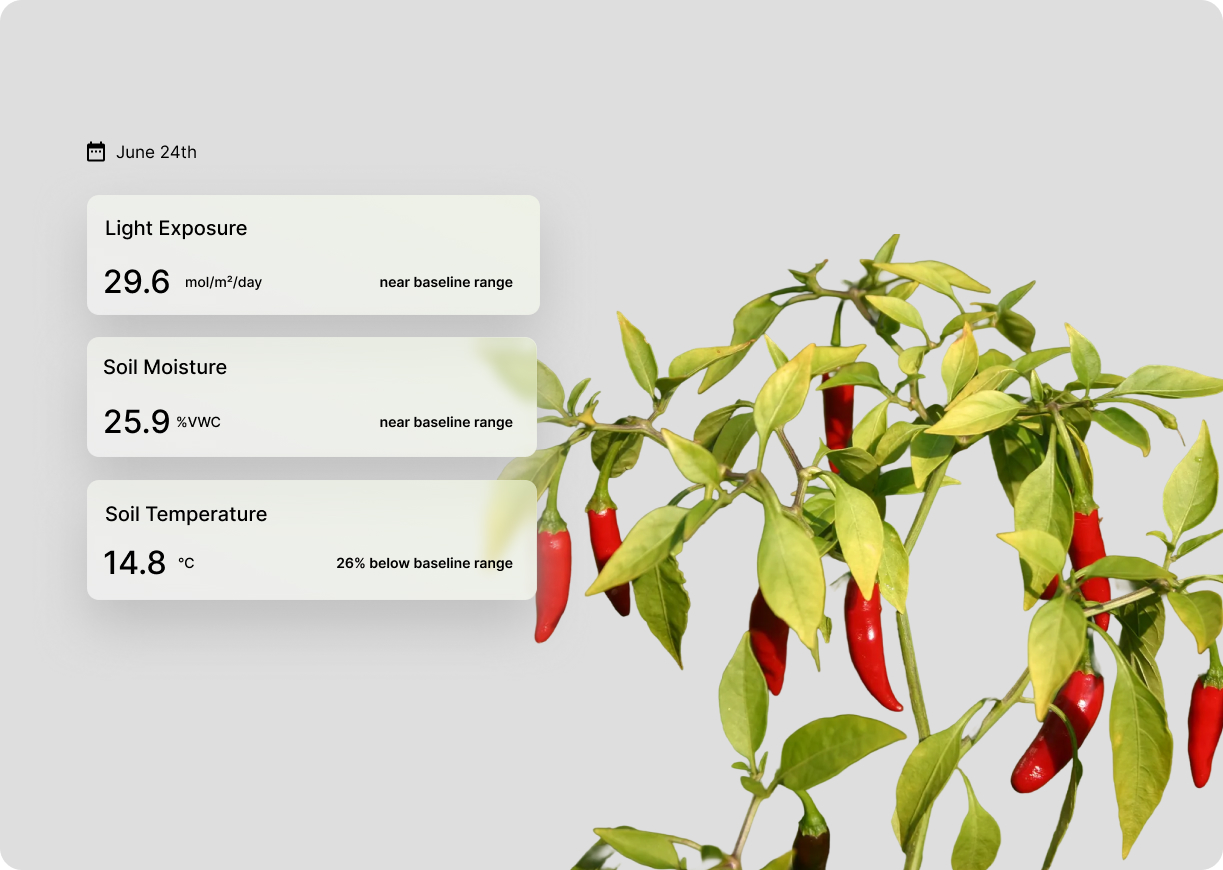 June 24th
Light Exposure
29.6 mol/m²/day near baseline range
Soil Moisture
25.9 %VWC near baseline range
Soil Temperature
14.8 °C 26% below baseline range